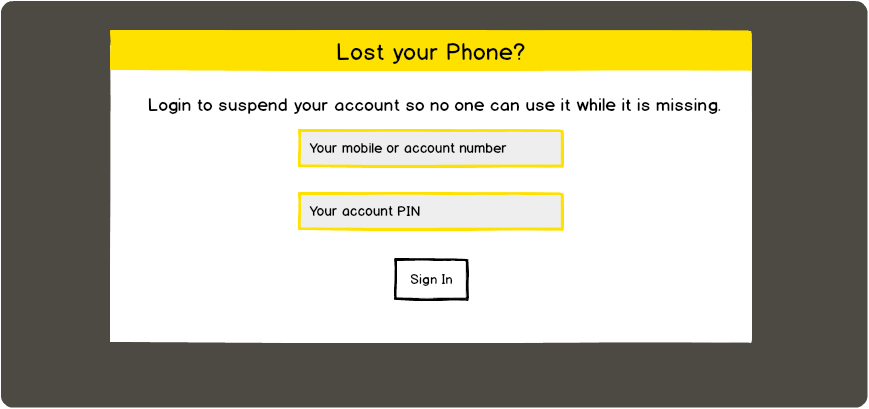 Lost your Phone?
Login to suspend your account so no one can use it while it is missing.
Your mobile or account number
Your account PIN
Sign In